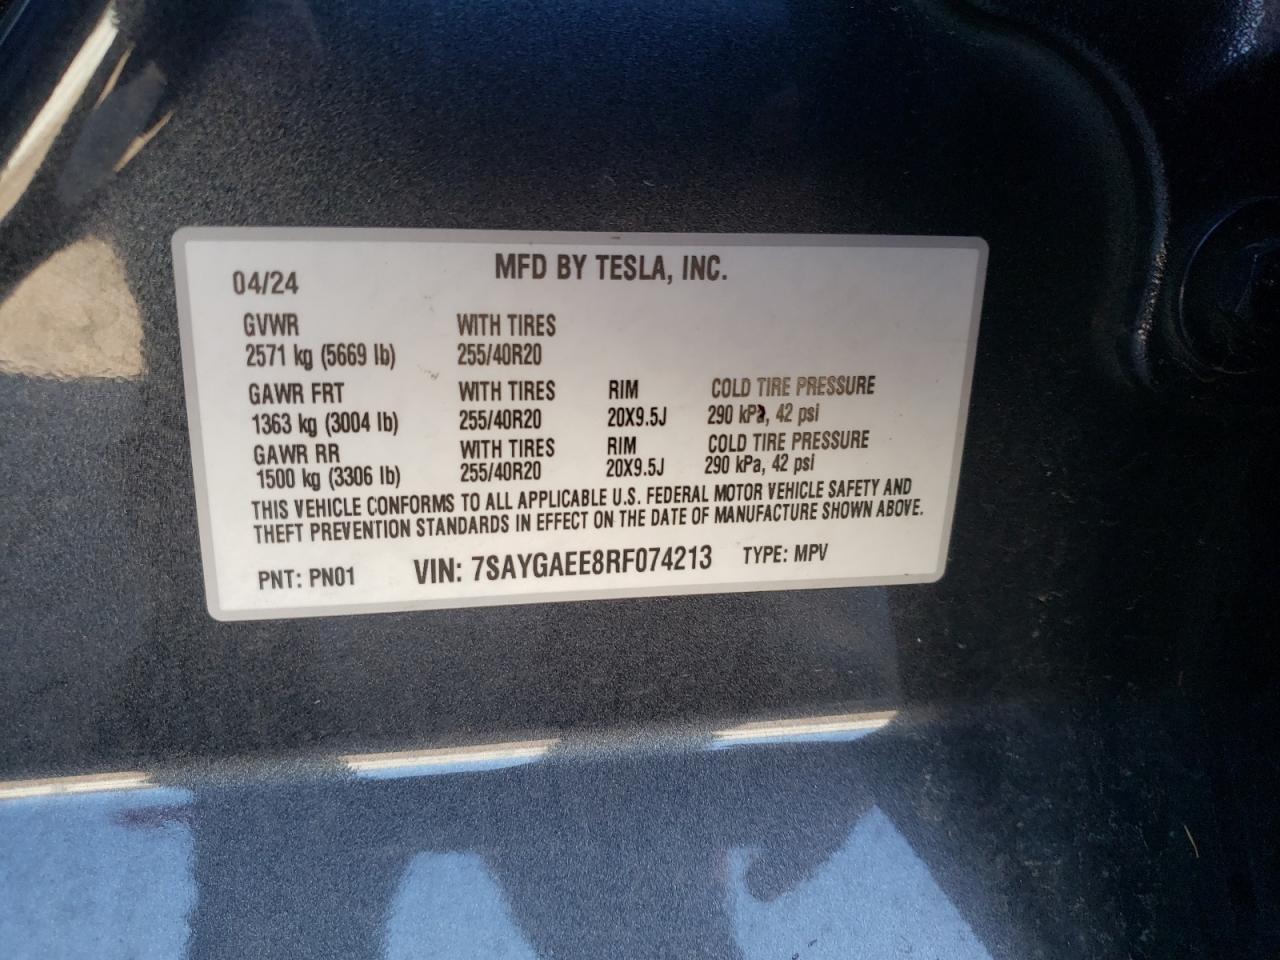 MFD BY TESLA, INC.
04/24
GVWR WITH TIRES
2571 kg (5669 lb) 255/40R20
GAWR FRT WITH TIRES RIM COLD TIRE PRESSURE
1363 kg (3004 lb) 255/40R20 20X9.5J 290 kPa, 42 psi
GAWR RR WITH TIRES RIM COLD TIRE PRESSURE
1500 kg (3306 lb) 255/40R20 20X9.5J 290 kPa, 42 psi
THIS VEHICLE CONFORMS TO ALL APPLICABLE U.S. FEDERAL MOTOR VEHICLE SAFETY AND
THEFT PREVENTION STANDARDS IN EFFECT ON THE DATE OF MANUFACTURE SHOWN ABOVE.
PNT: PN01 VIN: 7SAYGAEE8RF074213 TYPE: MPV